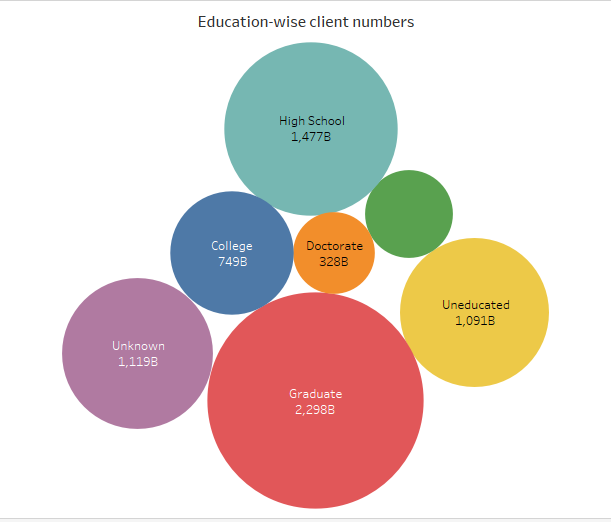 Education-wise client numbers
High School
1,477B
College
749B
Doctorate
328B
Uneducated
1,091B
Unknown
1,119B
Graduate
2,298B